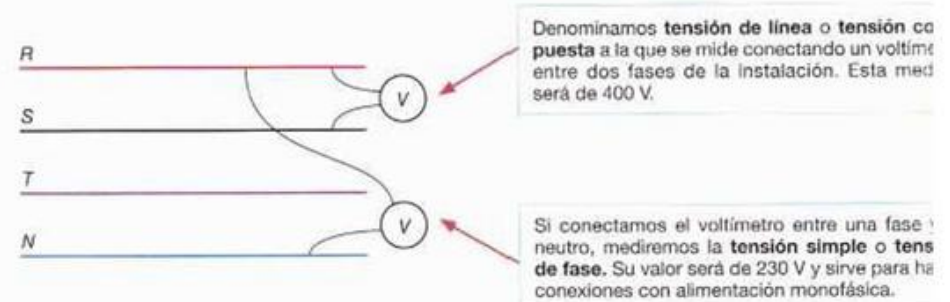 R
S
T
N
V
V
Denominamos tensión de línea o tensión co
puesta a la que se mide conectando un voltíme
entre dos fases de la instalación. Esta med
será de 400 V.
Si conectamos el voltímetro entre una fase
neutro, mediremos la tensión simple o tens
de fase. Su valor será de 230 V y sirve para ha
conexiones con alimentación monofásica.